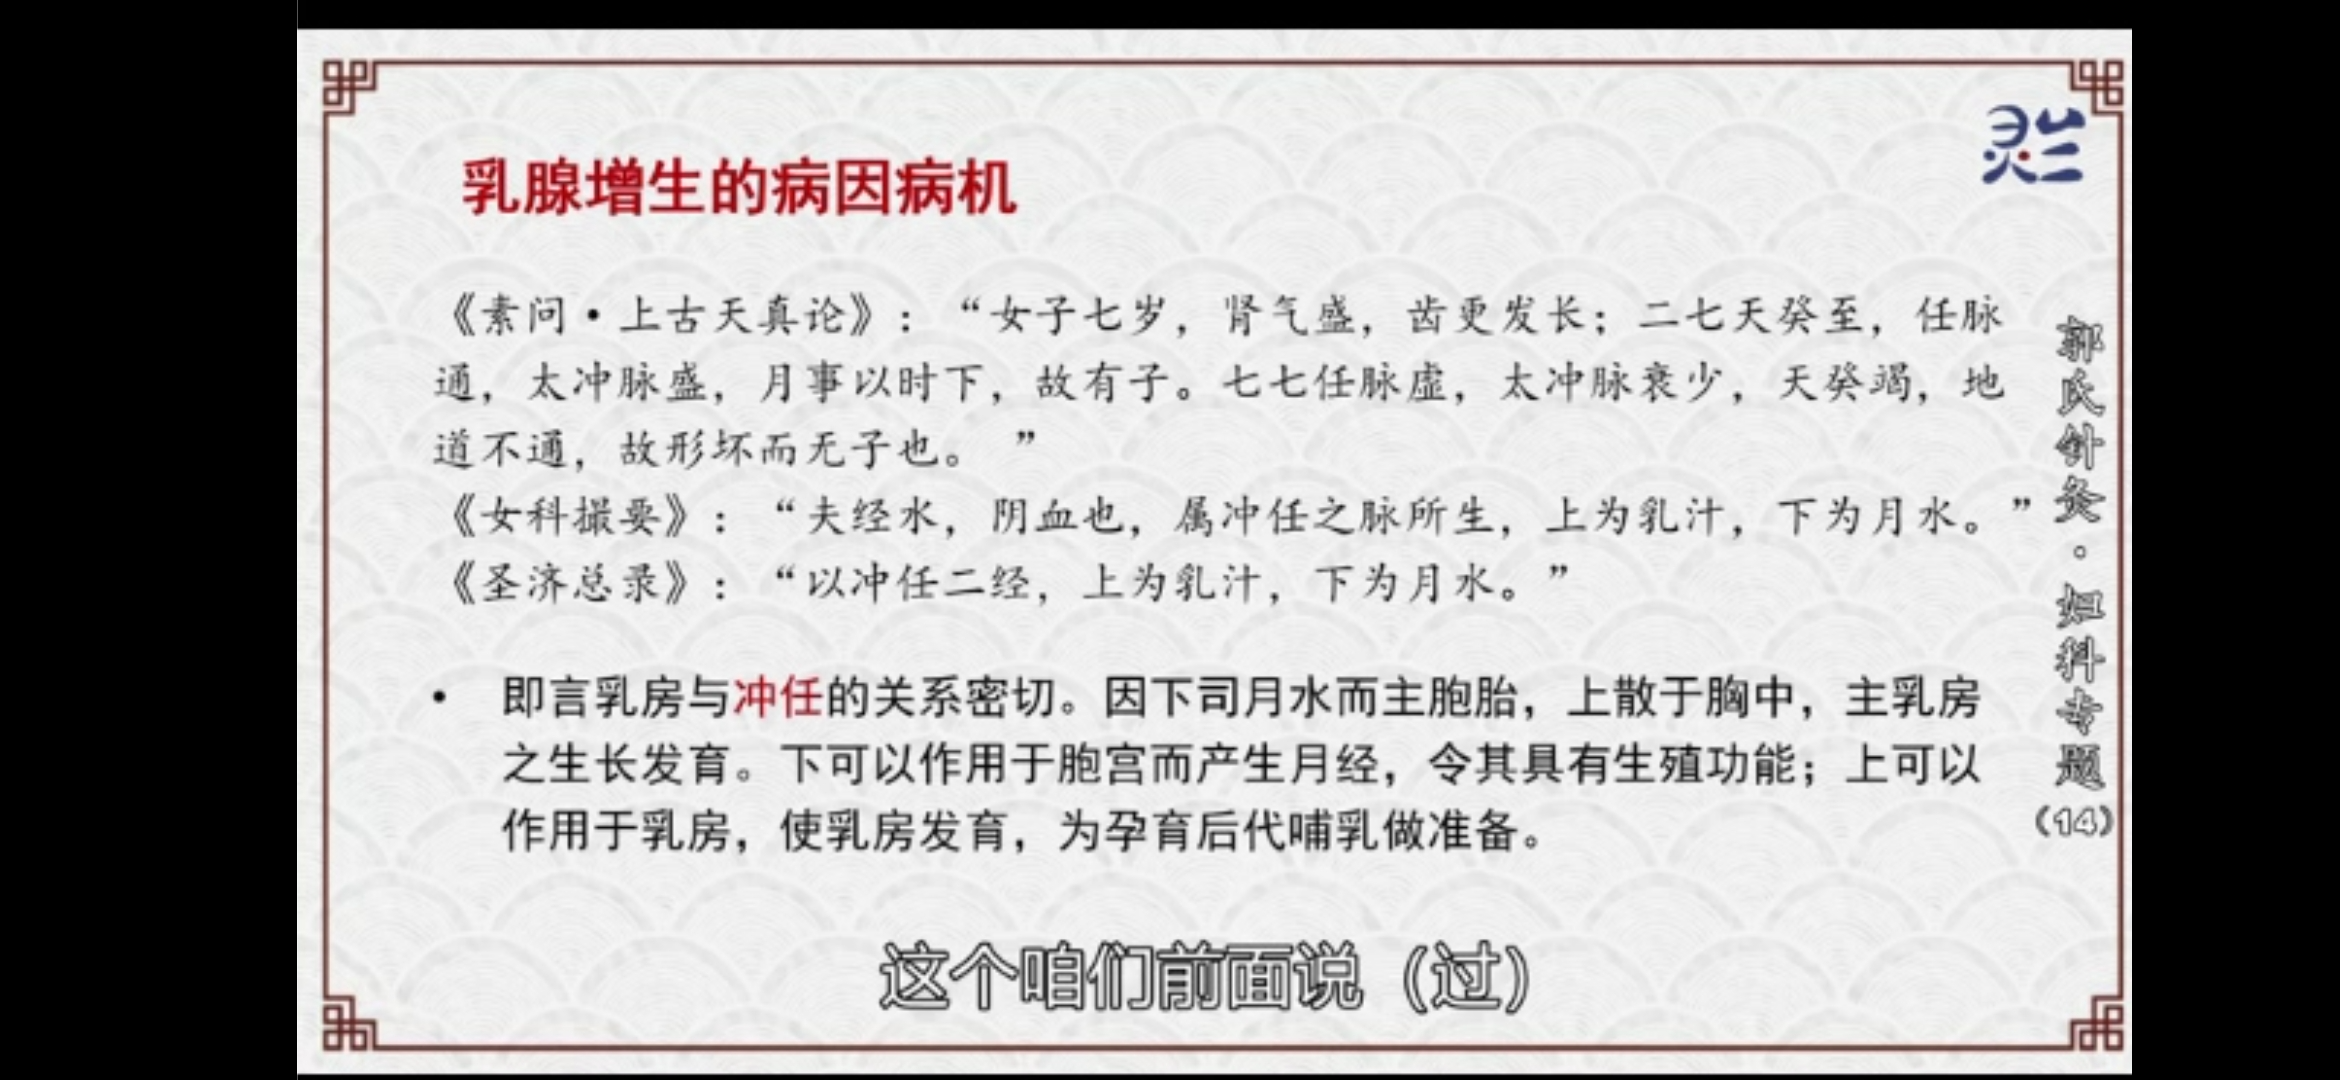 乳腺增生的病因病机
《素问•上古天真论》：“女子七岁，肾气盛，齿更发长；二七天癸至，任脉
通，太冲脉盛，月事以时下，故有子。七七任脉虚，太冲脉衰少，天癸竭，地
道不通，故形坏而无子也。 ”
《女科撮要》：“夫经水，阴血也，属冲任之脉所生，上为乳汁，下为月水。”
《圣济总录》：“以冲任二经，上为乳汁，下为月水。”
• 即言乳房与冲任的关系密切。因下司月水而主胞胎，上散于胸中，主乳房
之生长发育。下可以作用于胞宫而产生月经，令其具有生殖功能；上可以
作用于乳房，使乳房发育，为孕育后代哺乳做准备。
郭氏针灸。妇科专题（14）
这个咱们前面说（过）